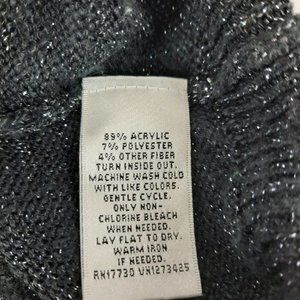 89% ACRYLIC
7% POLYESTER
4% OTHER FIBER
TURN INSIDE OUT.
MACHINE WASH COLD
WITH LIKE COLORS.
GENTLE CYCLE.
ONLY NON-
CHLORINE BLEACH
WHEN NEEDED.
LAY FLAT TO DRY.
WARM IRON
IF NEEDED.
RN17730 VN1273425